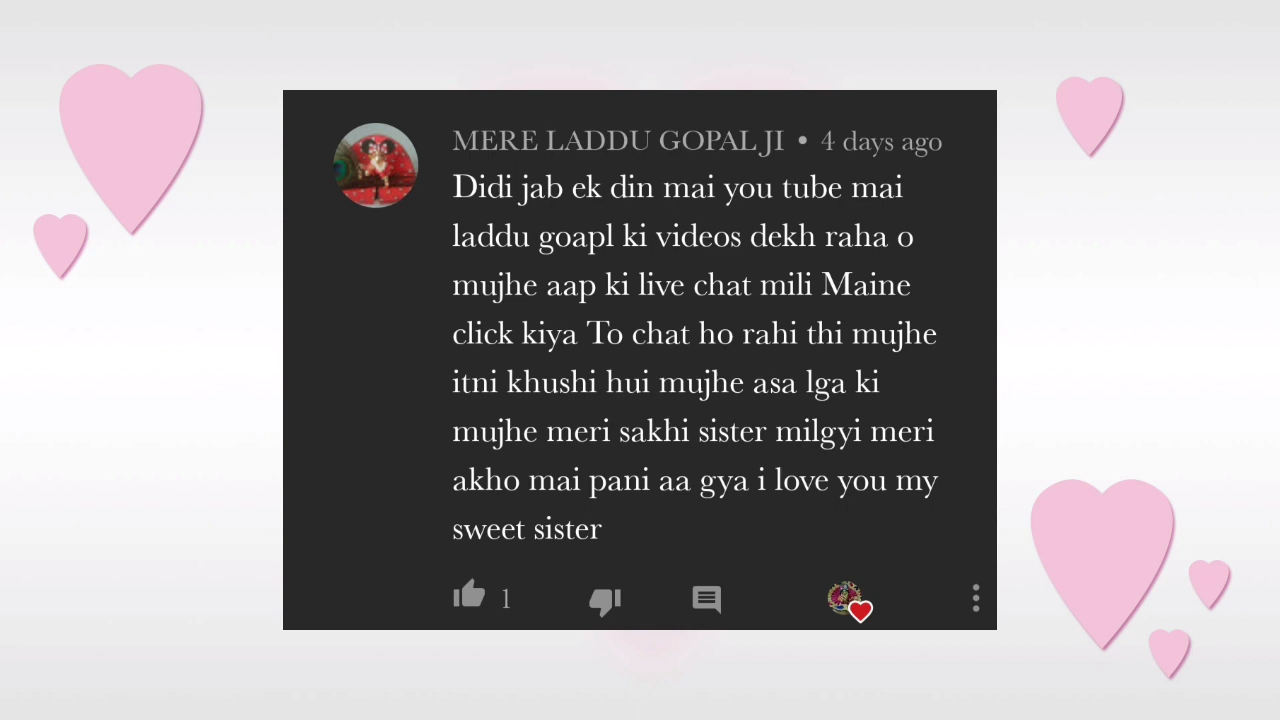 MERE LADDU GOPAL JI • 4 days ago
Didi jab ek din mai you tube mai
laddu goapl ki videos dekh raha o
mujhe aap ki live chat mili Maine
click kiya To chat ho rahi thi mujhe
itni khushi hui mujhe asa lga ki
mujhe meri sakhi sister milgyi meri
akho mai pani aa gya i love you my
sweet sister
1